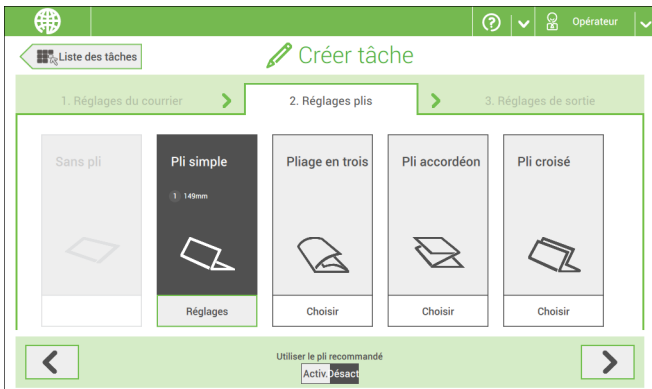 Opérateur
Liste des tâches
Créer tâche
1. Réglages du courrier
2. Réglages plis
3. Réglages de sortie
Sans pli
Pli simple
Pliage en trois
Pli accordéon
Pli croisé
1 149mm
Réglages
Choisir
Choisir
Choisir
Utiliser le pli recommandé
Activ.
Désact